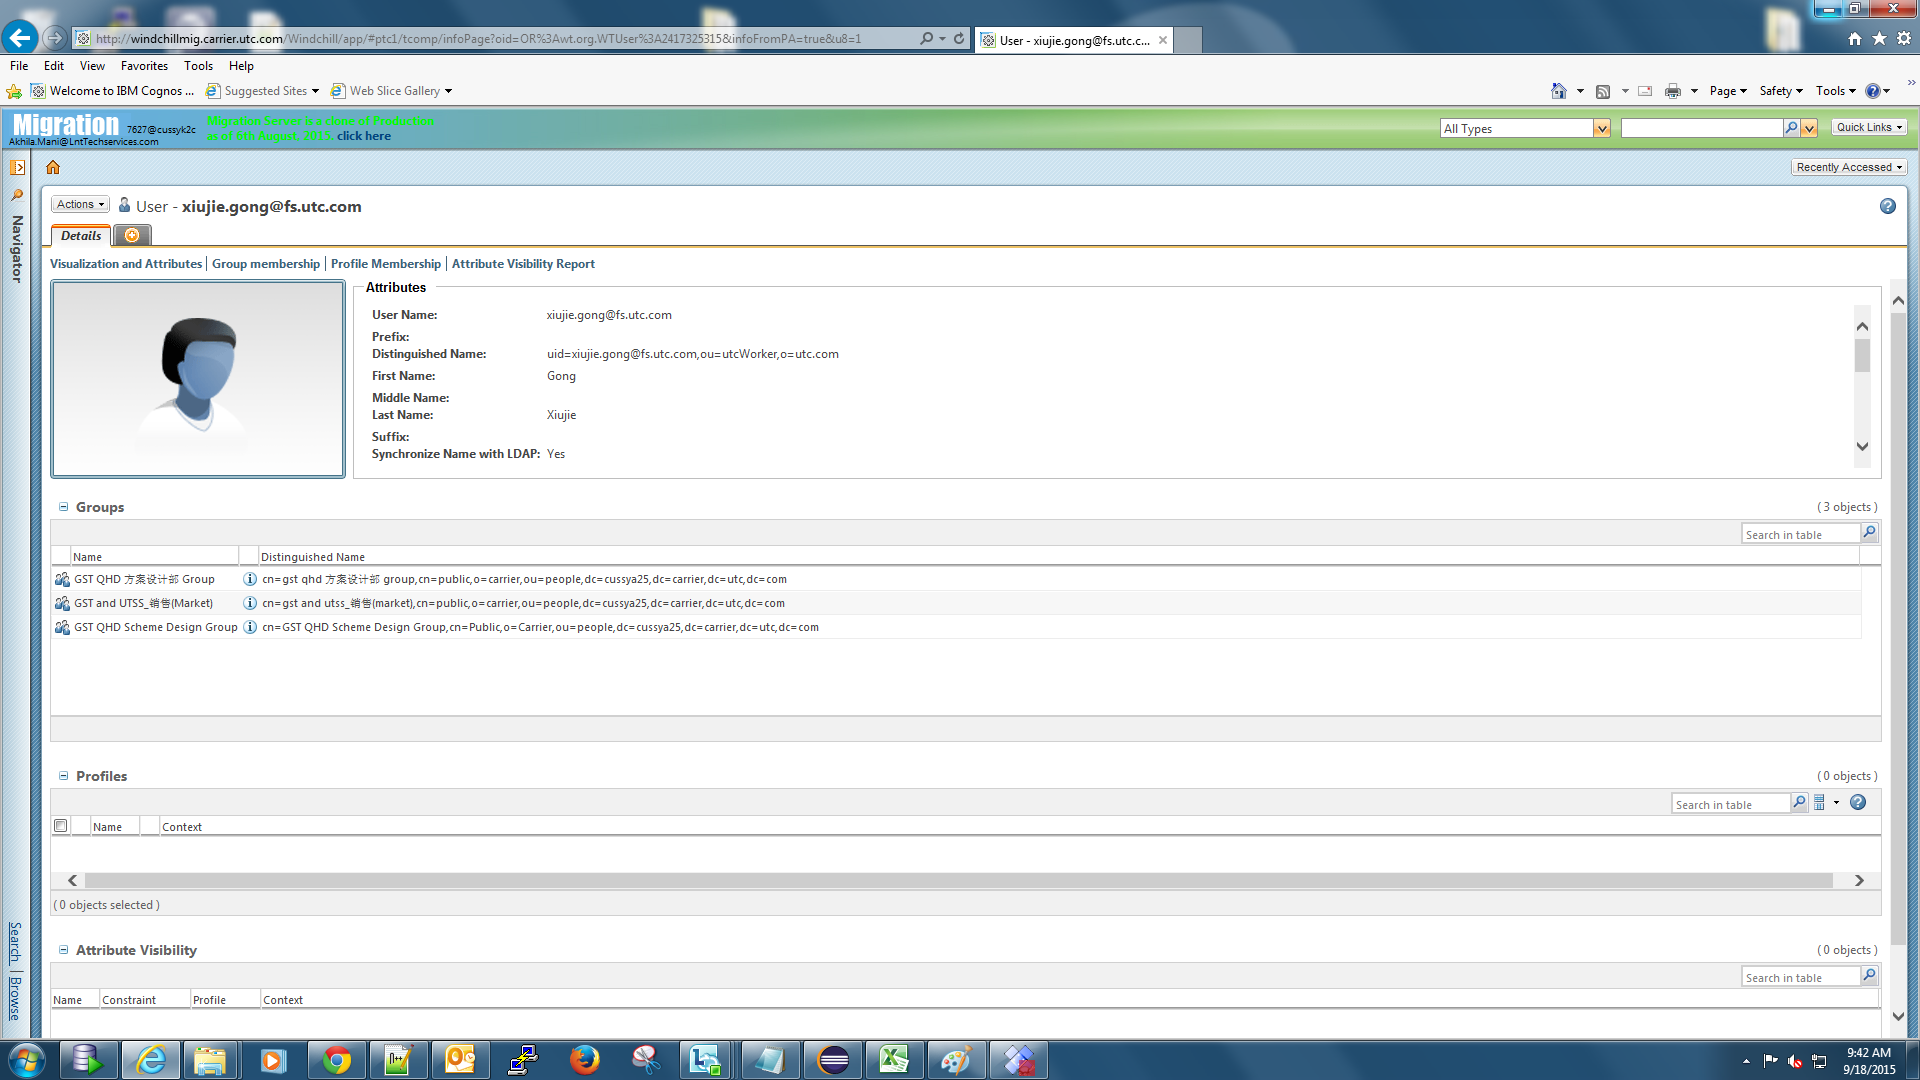 http://windchillmig.carrier.utc.com/Windchill/app/#ptc1/tcomp/infoPage?oid=OR%3Awt.org.WTUser%3A2417325315&infoFromPA=true&u8=1
User - xiujie.gong@fs.utc.c...
File Edit View Favorites Tools Help
Welcome to IBM Cognos ... Suggested Sites Web Slice Gallery
Page Safety Tools
Migration 7627@cussyk2c
Akhila.Mani@LntTechservices.com
Migration Server is a clone of Production
as of 6th August, 2015. click here
All Types
Quick Links
Recently Accessed
Navigator
Search | Browse
Actions User - xiujie.gong@fs.utc.com
Details
Visualization and Attributes | Group membership | Profile Membership | Attribute Visibility Report
Attributes
User Name: xiujie.gong@fs.utc.com
Prefix:
Distinguished Name: uid=xiujie.gong@fs.utc.com,ou=utcWorker,o=utc.com
First Name: Gong
Middle Name:
Last Name: Xiujie
Suffix:
Synchronize Name with LDAP: Yes
Groups ( 3 objects )
Search in table
Name Distinguished Name
GST QHD 方案设计部 Group cn=gst qhd 方案设计部 group,cn=public,o=carrier,ou=people,dc=cussya25,dc=carrier,dc=utc,dc=com
GST and UTSS_销售(Market) cn=gst and utss_销售(market),cn=public,o=carrier,ou=people,dc=cussya25,dc=carrier,dc=utc,dc=com
GST QHD Scheme Design Group cn=GST QHD Scheme Design Group,cn=Public,o=Carrier,ou=people,dc=cussya25,dc=carrier,dc=utc,dc=com
Profiles ( 0 objects )
Search in table
Name Context
( 0 objects selected )
Attribute Visibility ( 0 objects )
Search in table
Name Constraint Profile Context
9:42 AM
9/18/2015